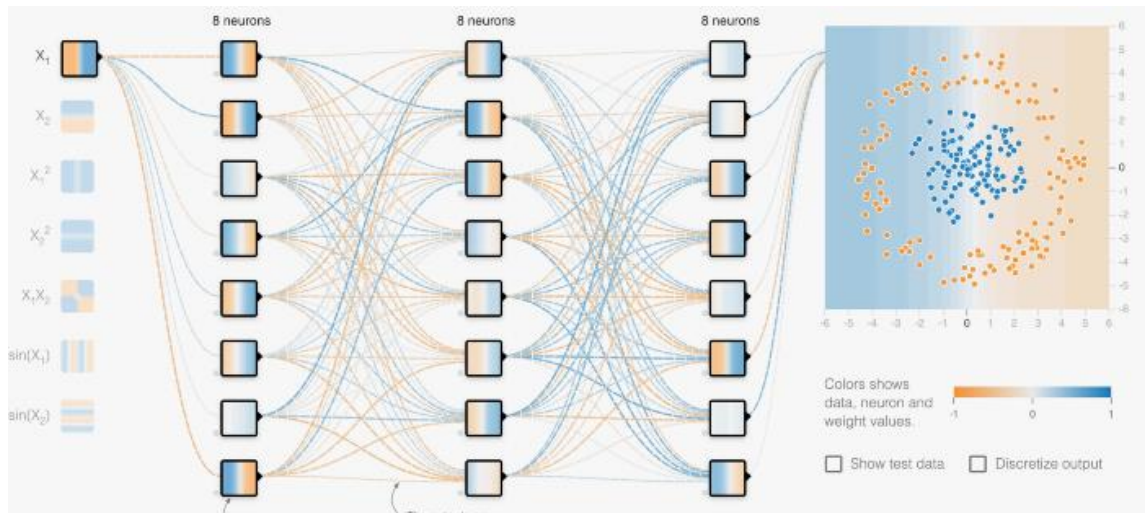 8 neurons
8 neurons
8 neurons
X₁
X₂
X₁²
X₂²
X₁X₂
sin(X₁)
sin(X₂)
6
5
4
3
2
1
0
-1
-2
-3
-4
-5
-6
-6 -5 -4 -3 -2 -1 0 1 2 3 4 5 6
Colors shows
data, neuron and
weight values.
-1 0 1
Show test data
Discretize output